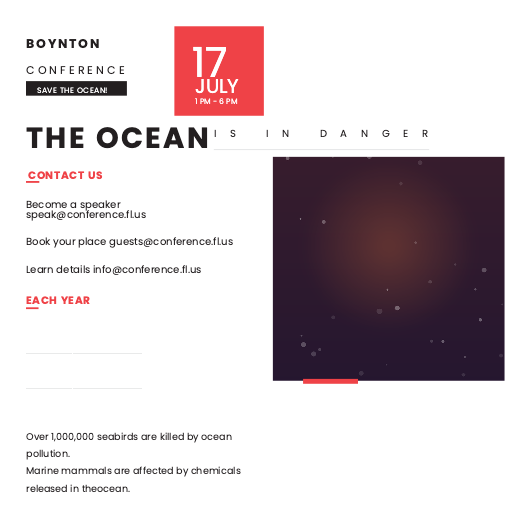 BOYNTON
CONFERENCE
SAVE THE OCEAN!
17
JULY
1 PM - 6 PM
THE OCEAN
IS IN DANGER
CONTACT US
Become a speaker
speak@conference.fl.us
Book your place guests@conference.fl.us
Learn details info@conference.fl.us
EACH YEAR
Over 1,000,000 seabirds are killed by ocean
pollution.
Marine mammals are affected by chemicals
released in theocean.